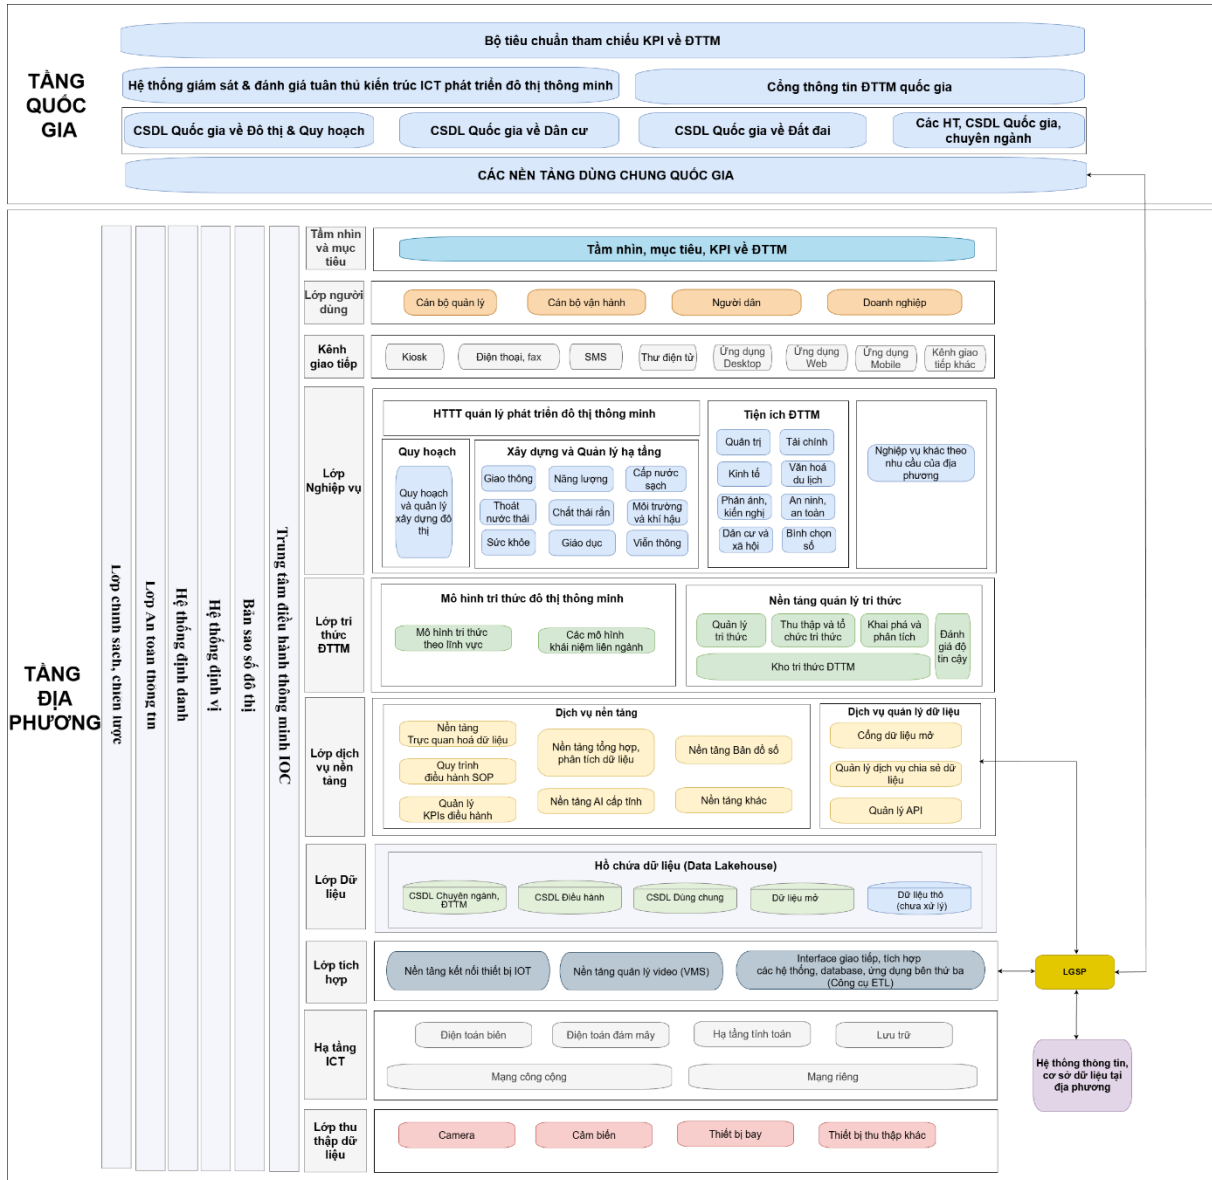 TẦNG
QUỐC
GIA
Bộ tiêu chuẩn tham chiếu KPI về ĐTTM
Hệ thống giám sát & đánh giá tuân thủ kiến trúc ICT phát triển đô thị thông minh
Cổng thông tin ĐTTM quốc gia
CSDL Quốc gia về Đô thị & Quy hoạch
CSDL Quốc gia về Dân cư
CSDL Quốc gia về Đất đai
Các HT, CSDL Quốc gia,
chuyên ngành
CÁC NỀN TẢNG DÙNG CHUNG QUỐC GIA
TẦNG
ĐỊA
PHƯƠNG
Lớp chính sách, chiến lược
Lớp An toàn thông tin
Hệ thống định danh
Hệ thống định vị
Bản sao số đô thị
Trung tâm điều hành thông minh IOC
Tầm nhìn
và mục
tiêu
Tầm nhìn, mục tiêu, KPI về ĐTTM
Lớp người
dùng
Cán bộ quản lý
Cán bộ vận hành
Người dân
Doanh nghiệp
Kênh
giao tiếp
Kiosk
Điện thoại, fax
SMS
Thư điện tử
Ứng dụng
Desktop
Ứng dụng
Web
Ứng dụng
Mobile
Kênh giao
tiếp khác
Lớp
Nghiệp vụ
HTTT quản lý phát triển đô thị thông minh
Quy hoạch
Quy hoạch
và quản lý
xây dựng đô
thị
Xây dựng và Quản lý hạ tầng
Giao thông
Năng lượng
Cấp nước
sạch
Thoát
nước thải
Chất thải rắn
Môi trường
và khí hậu
Sức khỏe
Giáo dục
Viễn thông
Tiện ích ĐTTM
Quản trị
Tài chính
Kinh tế
Văn hoá
du lịch
Phản ánh,
kiến nghị
An ninh,
an toàn
Dân cư và
xã hội
Bình chọn
số
Nghiệp vụ khác theo
nhu cầu của địa
phương
Lớp tri
thức
ĐTTM
Mô hình tri thức đô thị thông minh
Mô hình tri thức
theo lĩnh vực
Các mô hình
khái niệm liên ngành
Nền tảng quản lý tri thức
Quản lý
tri thức
Thu thập và tổ
chức tri thức
Khai phá và
phân tích
Đánh
giá độ
tin cậy
Kho tri thức ĐTTM
Lớp dịch
vụ nền
tảng
Dịch vụ nền tảng
Nền tảng
Trực quan hoá dữ liệu
Nền tảng tổng hợp,
phân tích dữ liệu
Nền tảng Bản đồ số
Quy trình
điều hành SOP
Quản lý
KPIs điều hành
Nền tảng AI cấp tỉnh
Nền tảng khác
Dịch vụ quản lý dữ liệu
Cổng dữ liệu mở
Quản lý dịch vụ chia sẻ dữ
liệu
Quản lý API
Lớp Dữ
liệu
Hồ chứa dữ liệu (Data Lakehouse)
CSDL Chuyên ngành,
ĐTTM
CSDL Điều hành
CSDL Dùng chung
Dữ liệu mở
Dữ liệu thô
(chưa xử lý)
Lớp tích
hợp
Nền tảng kết nối thiết bị IOT
Nền tảng quản lý video (VMS)
Interface giao tiếp, tích hợp
các hệ thống, database, ứng dụng bên thứ ba
(Công cụ ETL)
LGSP
Hạ tầng
ICT
Điện toán biên
Điện toán đám mây
Hạ tầng tính toán
Lưu trữ
Mạng công cộng
Mạng riêng
Hệ thống thông tin,
cơ sở dữ liệu tại
địa phương
Lớp thu
thập dữ
liệu
Camera
Cảm biến
Thiết bị bay
Thiết bị thu thập khác